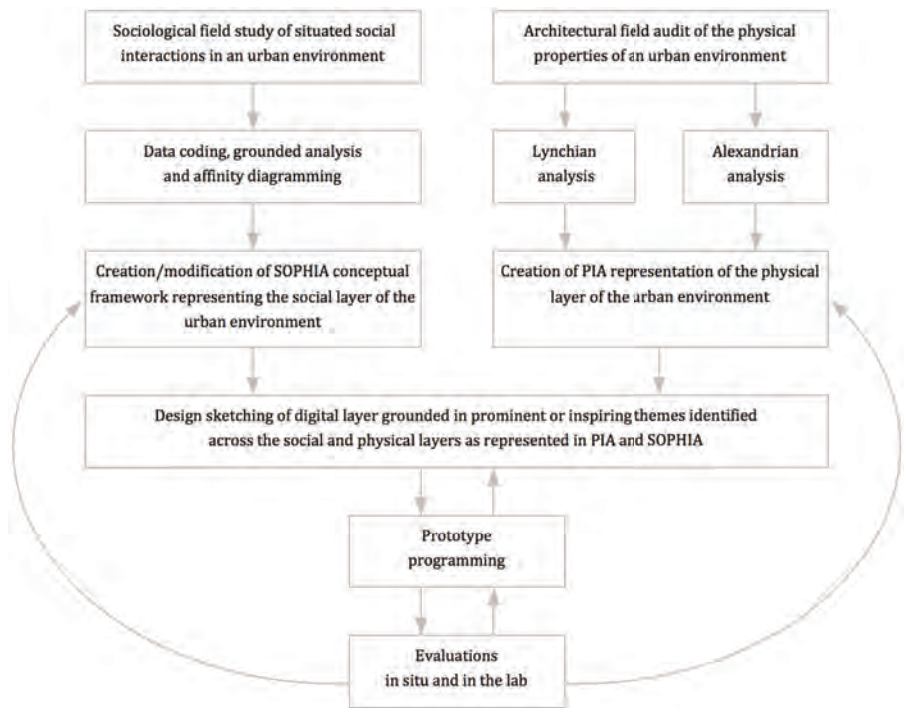 Sociological field study of situated social
interactions in an urban environment
Architectural field audit of the physical
properties of an urban environment
Data coding, grounded analysis
and affinity diagramming
Lynchian
analysis
Alexandrian
analysis
Creation/modification of SOPHIA conceptual
framework representing the social layer of the
urban environment
Creation of PIA representation of the physical
layer of the urban environment
Design sketching of digital layer grounded in prominent or inspiring themes identified
across the social and physical layers as represented in PIA and SOPHIA
Prototype
programming
Evaluations
in situ and in the lab